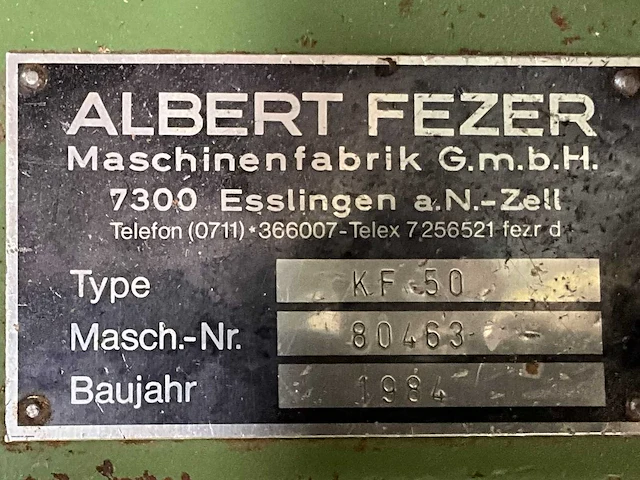 ALBERT FEZER
Maschinenfabrik G.m.b.H.
7300 Esslingen a.N.-Zell
Telefon (0711)*366007-Telex 7256521 fezr d
Type KF 50
Masch.-Nr. 80463
Baujahr 1984